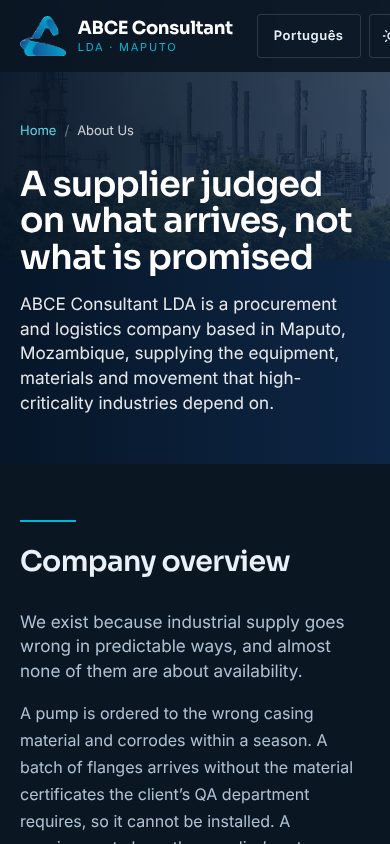 ABCE Consultant
LDA · MAPUTO
Português
Home / About Us
A supplier judged
on what arrives, not
what is promised
ABCE Consultant LDA is a procurement
and logistics company based in Maputo,
Mozambique, supplying the equipment,
materials and movement that high-
criticality industries depend on.
Company overview
We exist because industrial supply goes
wrong in predictable ways, and almost
none of them are about availability.
A pump is ordered to the wrong casing
material and corrodes within a season. A
batch of flanges arrives without the material
certificates the client’s QA department
requires, so it cannot be installed. A